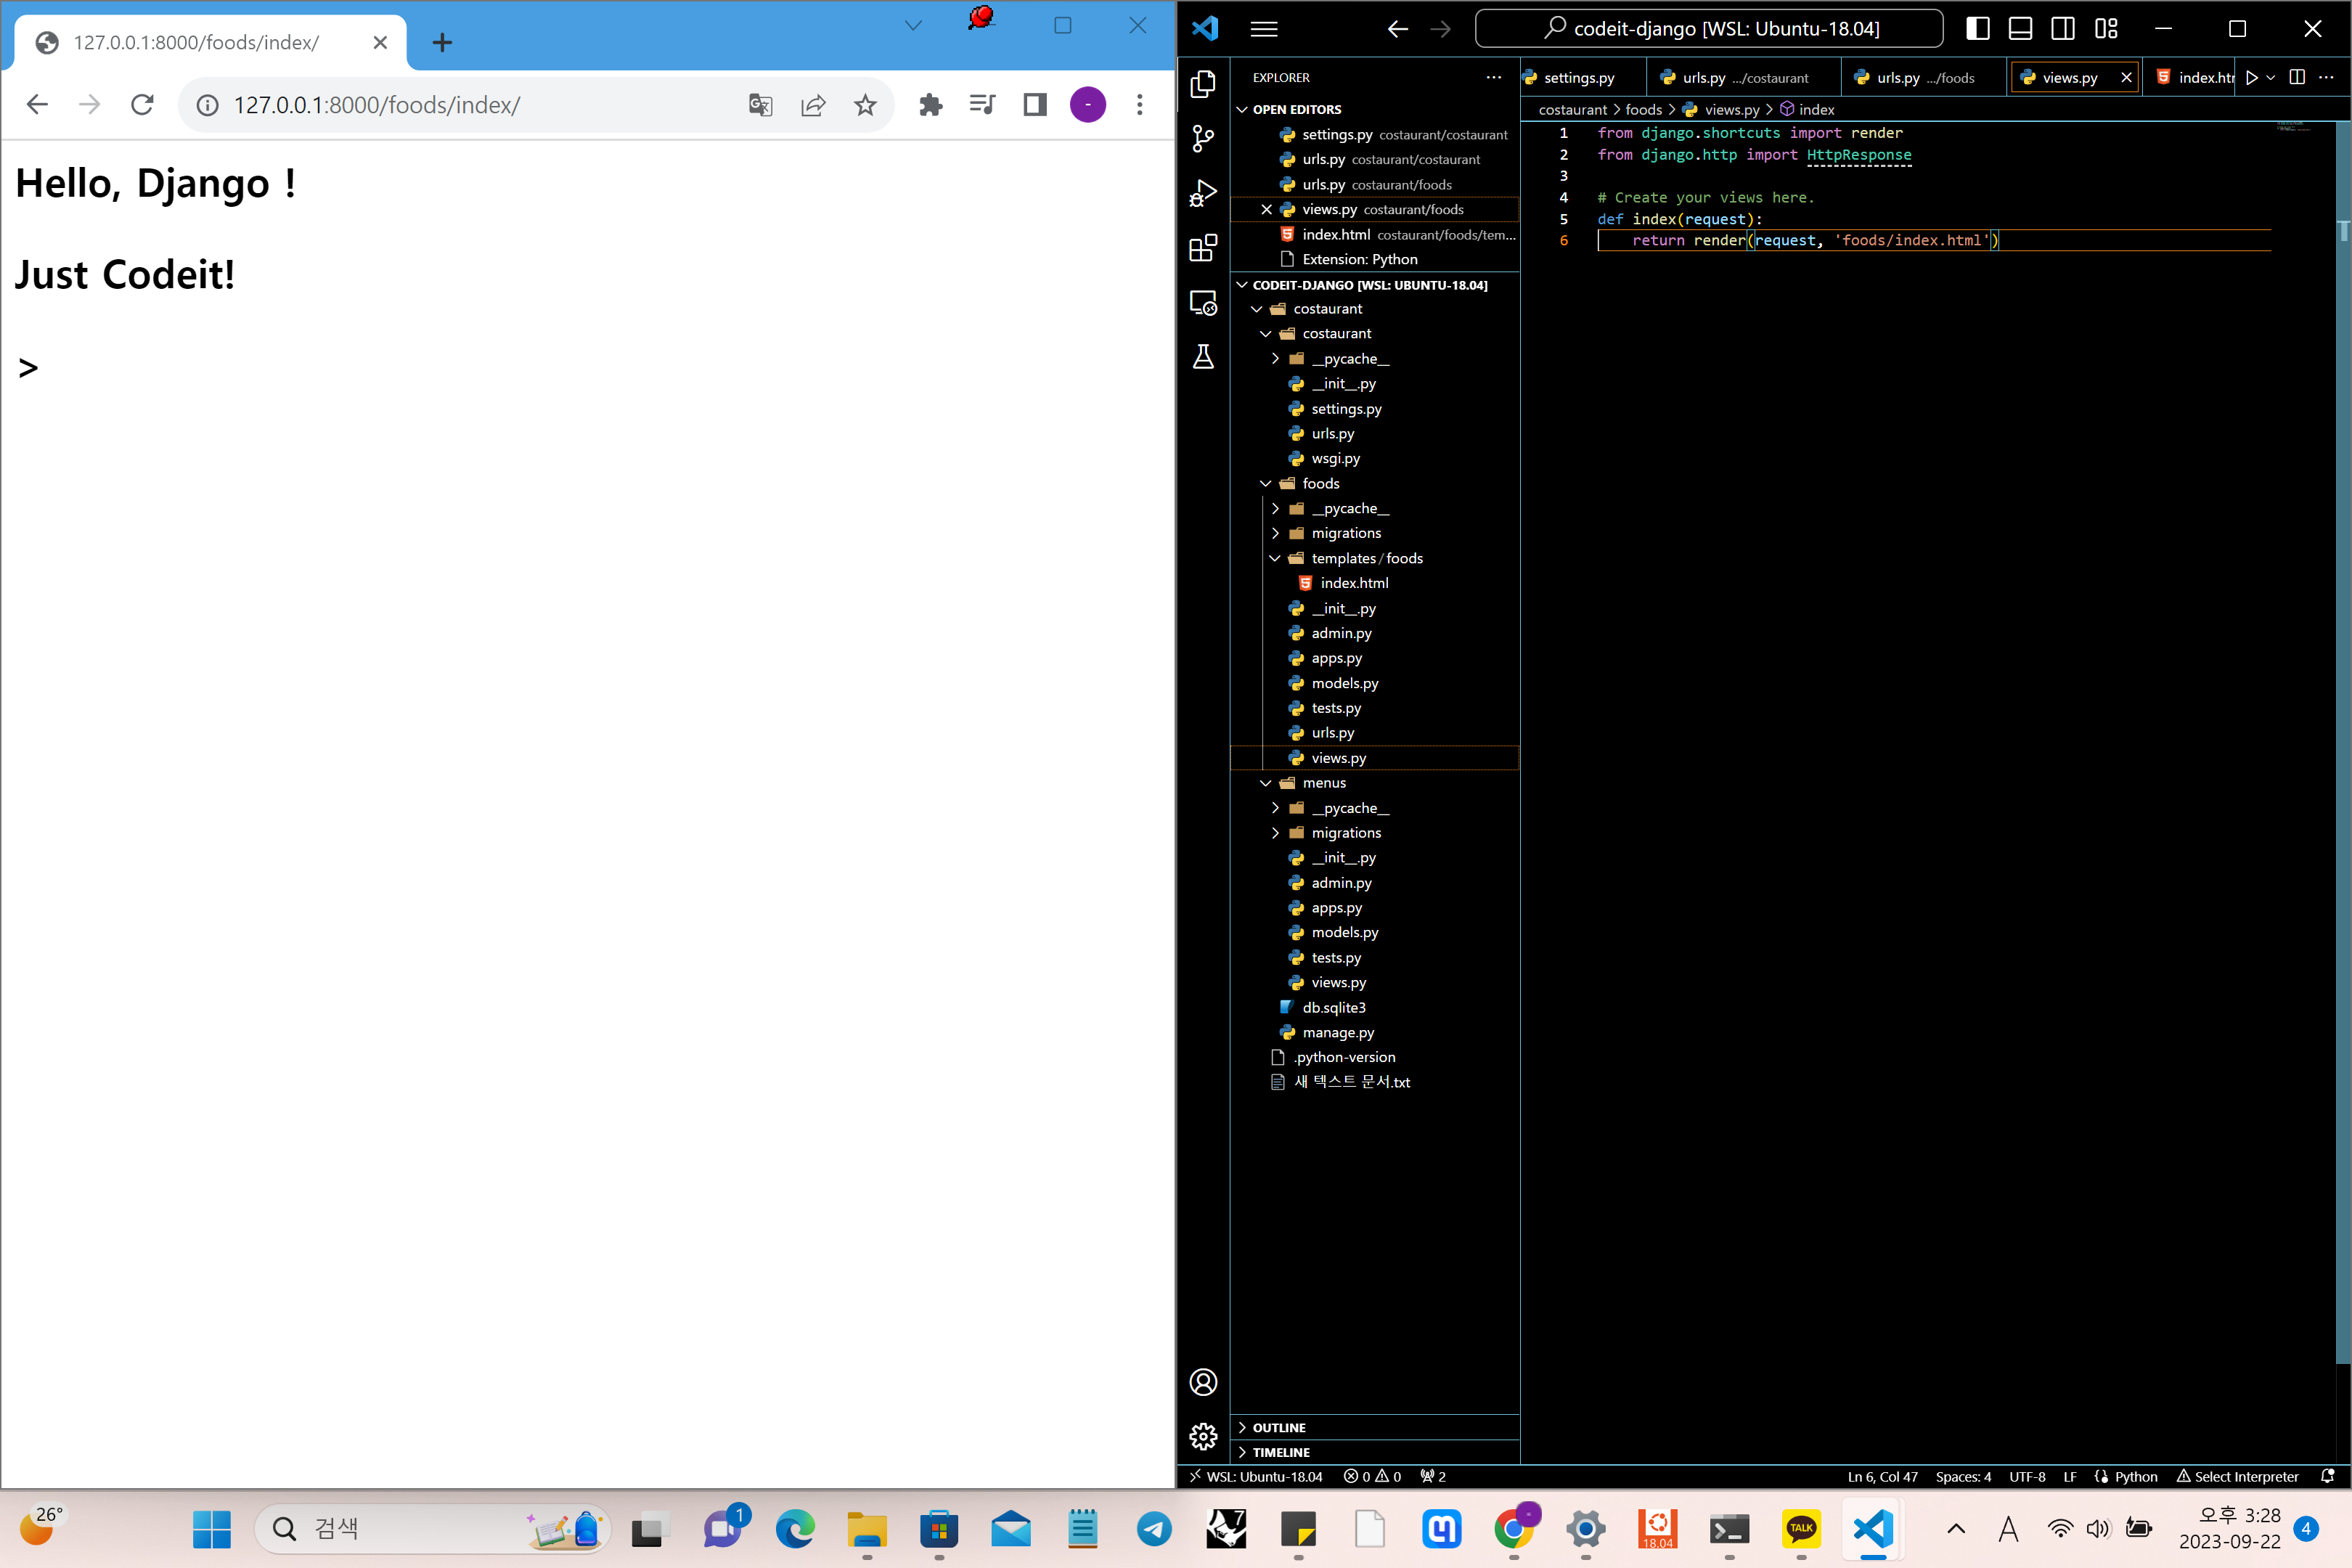 127.0.0.1:8000/foods/index/
127.0.0.1:8000/foods/index/
-
Hello, Django !
Just Codeit!
>
codeit-django [WSL: Ubuntu-18.04]
EXPLORER
OPEN EDITORS
settings.py costaurant/costaurant
urls.py costaurant/costaurant
urls.py costaurant/foods
views.py costaurant/foods
index.html costaurant/foods/tem...
Extension: Python
CODEIT-DJANGO [WSL: UBUNTU-18.04]
costaurant
costaurant
__pycache__
__init__.py
settings.py
urls.py
wsgi.py
foods
__pycache__
migrations
templates/foods
index.html
__init__.py
admin.py
apps.py
models.py
tests.py
urls.py
views.py
menus
__pycache__
migrations
__init__.py
admin.py
apps.py
models.py
tests.py
views.py
db.sqlite3
manage.py
.python-version
새 텍스트 문서.txt
OUTLINE
TIMELINE
settings.py
urls.py .../costaurant
urls.py .../foods
views.py
index.htr
costaurant > foods > views.py > index
1 from django.shortcuts import render
2 from django.http import HttpResponse
3
4 # Create your views here.
5 def index(request):
6 return render(request, 'foods/index.html')
WSL: Ubuntu-18.04 0 0 2
Ln 6, Col 47 Spaces: 4 UTF-8 LF Python Select Interpreter
26°
검색
1
7
18.04
TALK
A
오후 3:28
2023-09-22
4